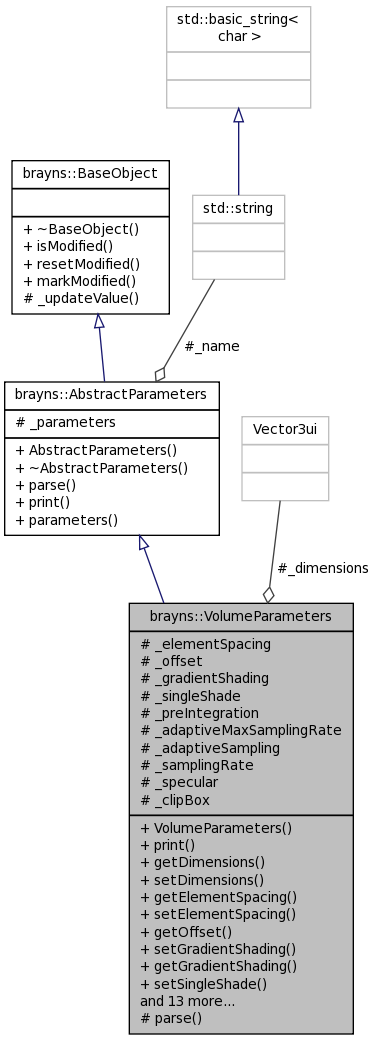 std::basic_string<
char >
brayns::BaseObject
+ ~BaseObject()
+ isModified()
+ resetModified()
+ markModified()
# _updateValue()
std::string
#_name
brayns::AbstractParameters
# _parameters
+ AbstractParameters()
+ ~AbstractParameters()
+ parse()
+ print()
+ parameters()
Vector3ui
#_dimensions
brayns::VolumeParameters
# _elementSpacing
# _offset
# _gradientShading
# _singleShade
# _preIntegration
# _adaptiveMaxSamplingRate
# _adaptiveSampling
# _samplingRate
# _specular
# _clipBox
+ VolumeParameters()
+ print()
+ getDimensions()
+ setDimensions()
+ getElementSpacing()
+ setElementSpacing()
+ getOffset()
+ setGradientShading()
+ getGradientShading()
+ setSingleShade()
and 13 more...
# parse()